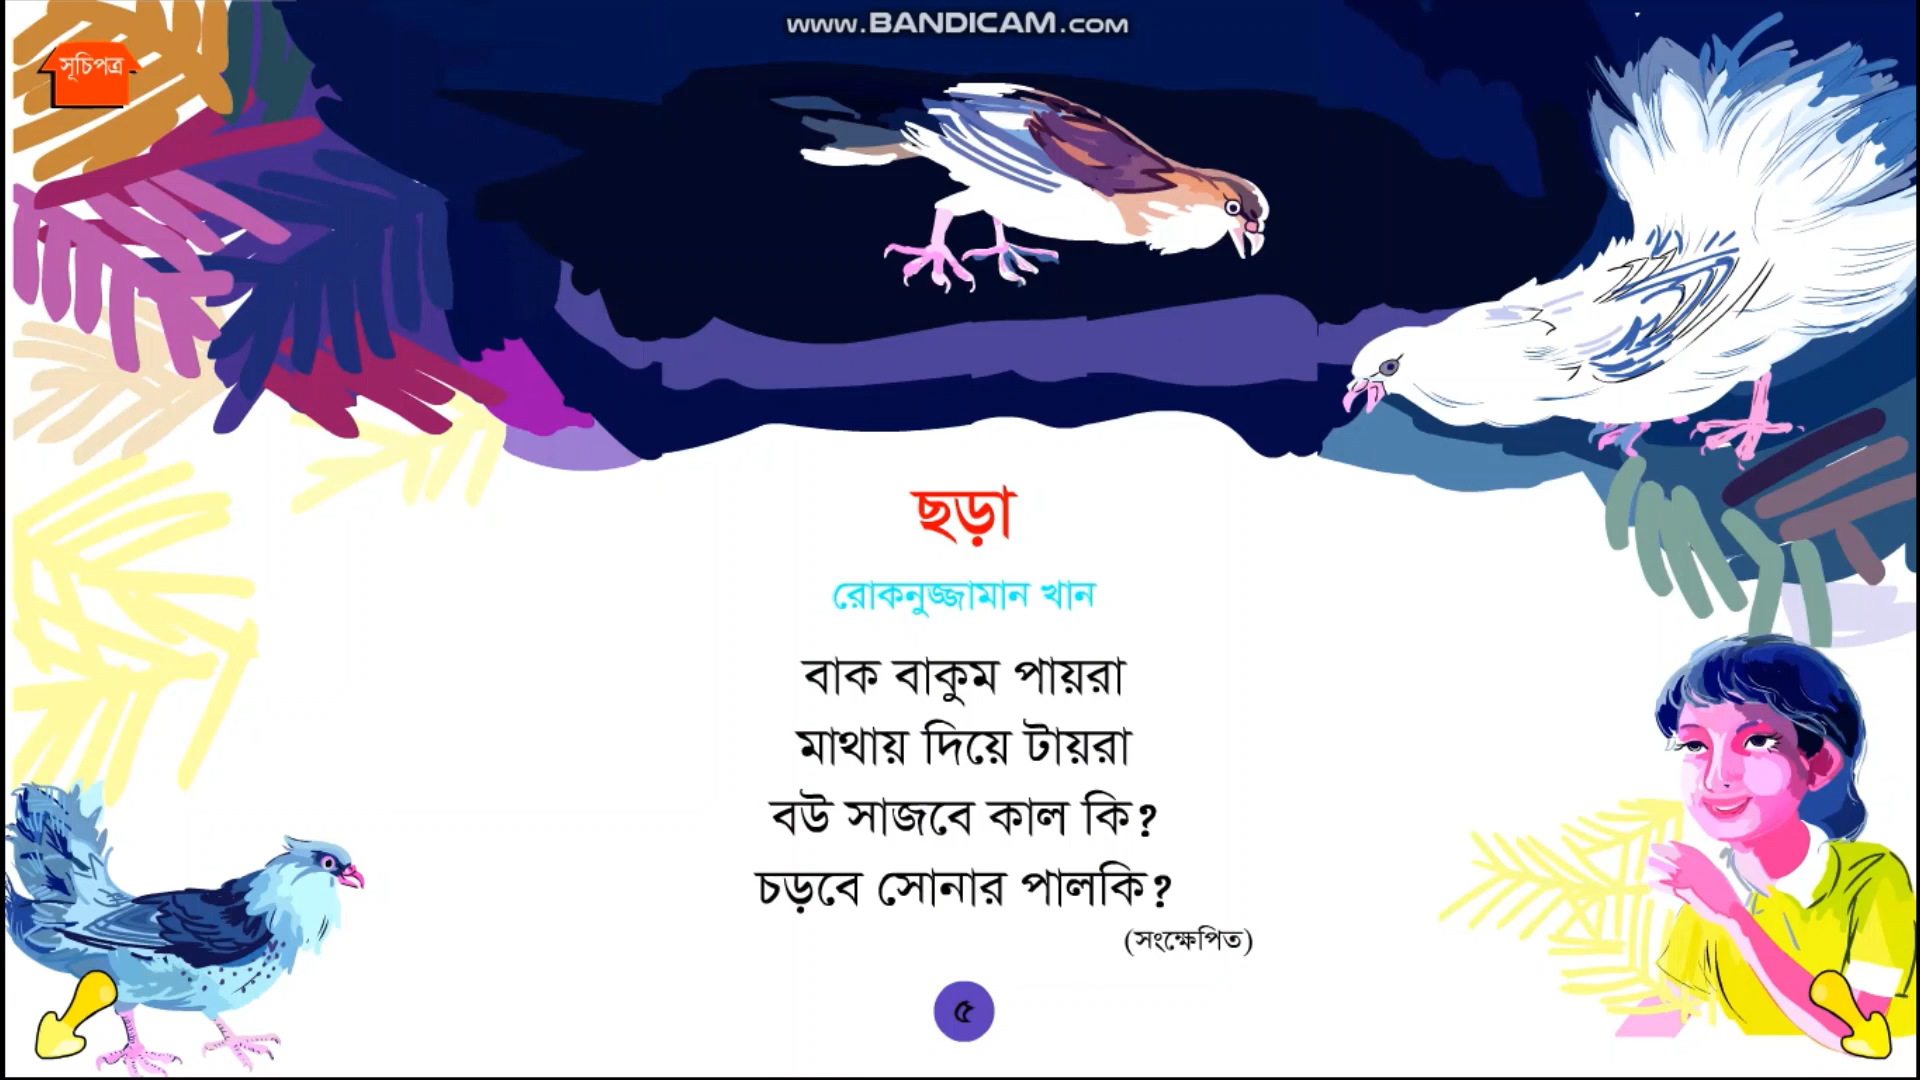 www.BANDICAM.com
সূচিপত্র
ছড়া
রোকনুজ্জামান খান
বাক বাকুম পায়রা
মাথায় দিয়ে টায়রা
বউ সাজবে কাল কি?
চড়বে সোনার পালকি?
(সংক্ষেপিত)
৫